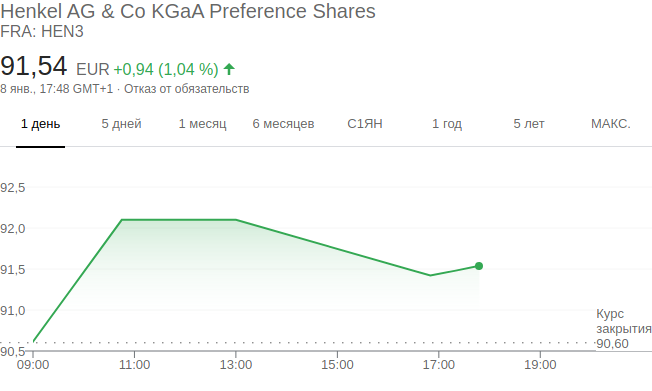 Henkel AG & Co KGaA Preference Shares
FRA: HEN3
91,54 EUR +0,94 (1,04 %)
8 янв., 17:48 GMT+1 · Отказ от обязательств
1 день 5 дней 1 месяц 6 месяцев С1ЯН 1 год 5 лет МАКС.
92,5
92,0
91,5
91,0
Курс
закрытия
90,60
90,5
09:00 11:00 13:00 15:00 17:00 19:00